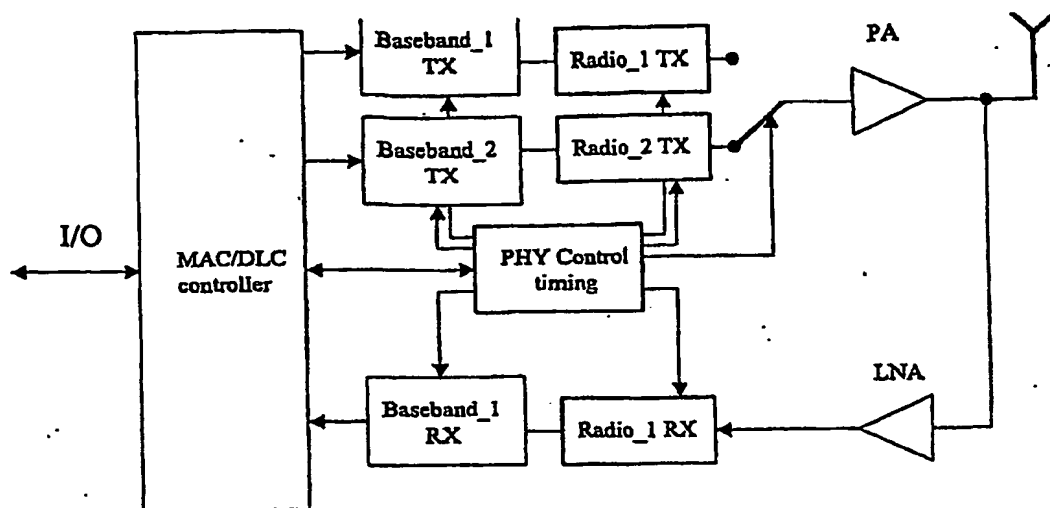 Baseband_1
TX
Radio_1 TX
PA
Baseband_2
TX
Radio_2 TX
I/O
MAC/DLC
controller
PHY Control
timing
LNA
Baseband_1
RX
Radio_1 RX